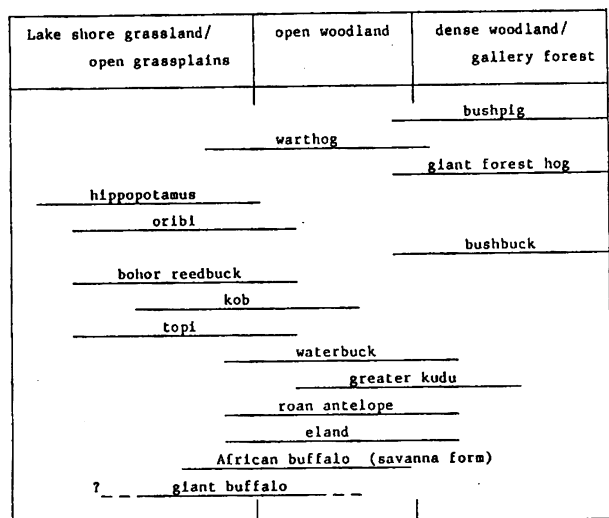 Lake shore grassland/ open woodland dense woodland/
open grassplains gallery forest
bushpig
warthog
giant forest hog
hippopotamus
oribi
bushbuck
bohor reedbuck
kob
topi
waterbuck
greater kudu
roan antelope
eland
African buffalo (savanna form)
? giant buffalo